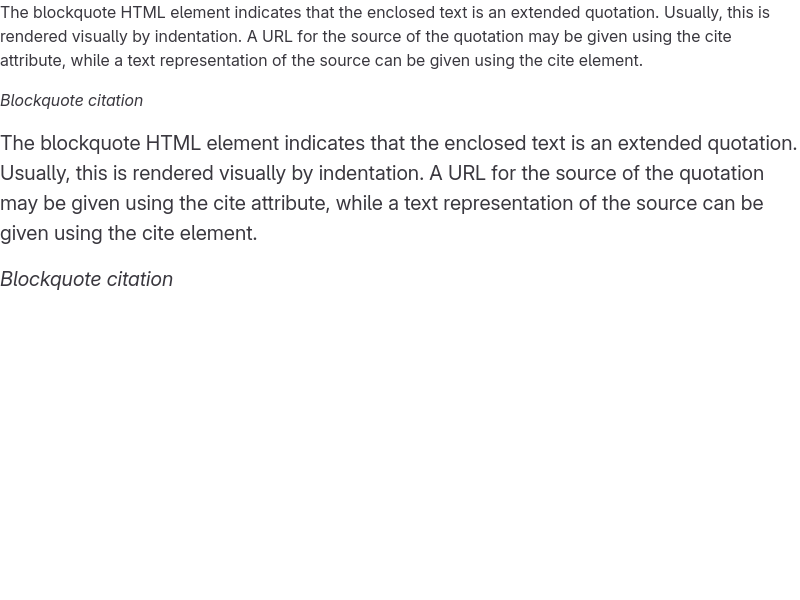 The blockquote HTML element indicates that the enclosed text is an extended quotation. Usually, this is
rendered visually by indentation. A URL for the source of the quotation may be given using the cite
attribute, while a text representation of the source can be given using the cite element.
Blockquote citation
The blockquote HTML element indicates that the enclosed text is an extended quotation.
Usually, this is rendered visually by indentation. A URL for the source of the quotation
may be given using the cite attribute, while a text representation of the source can be
given using the cite element.
Blockquote citation